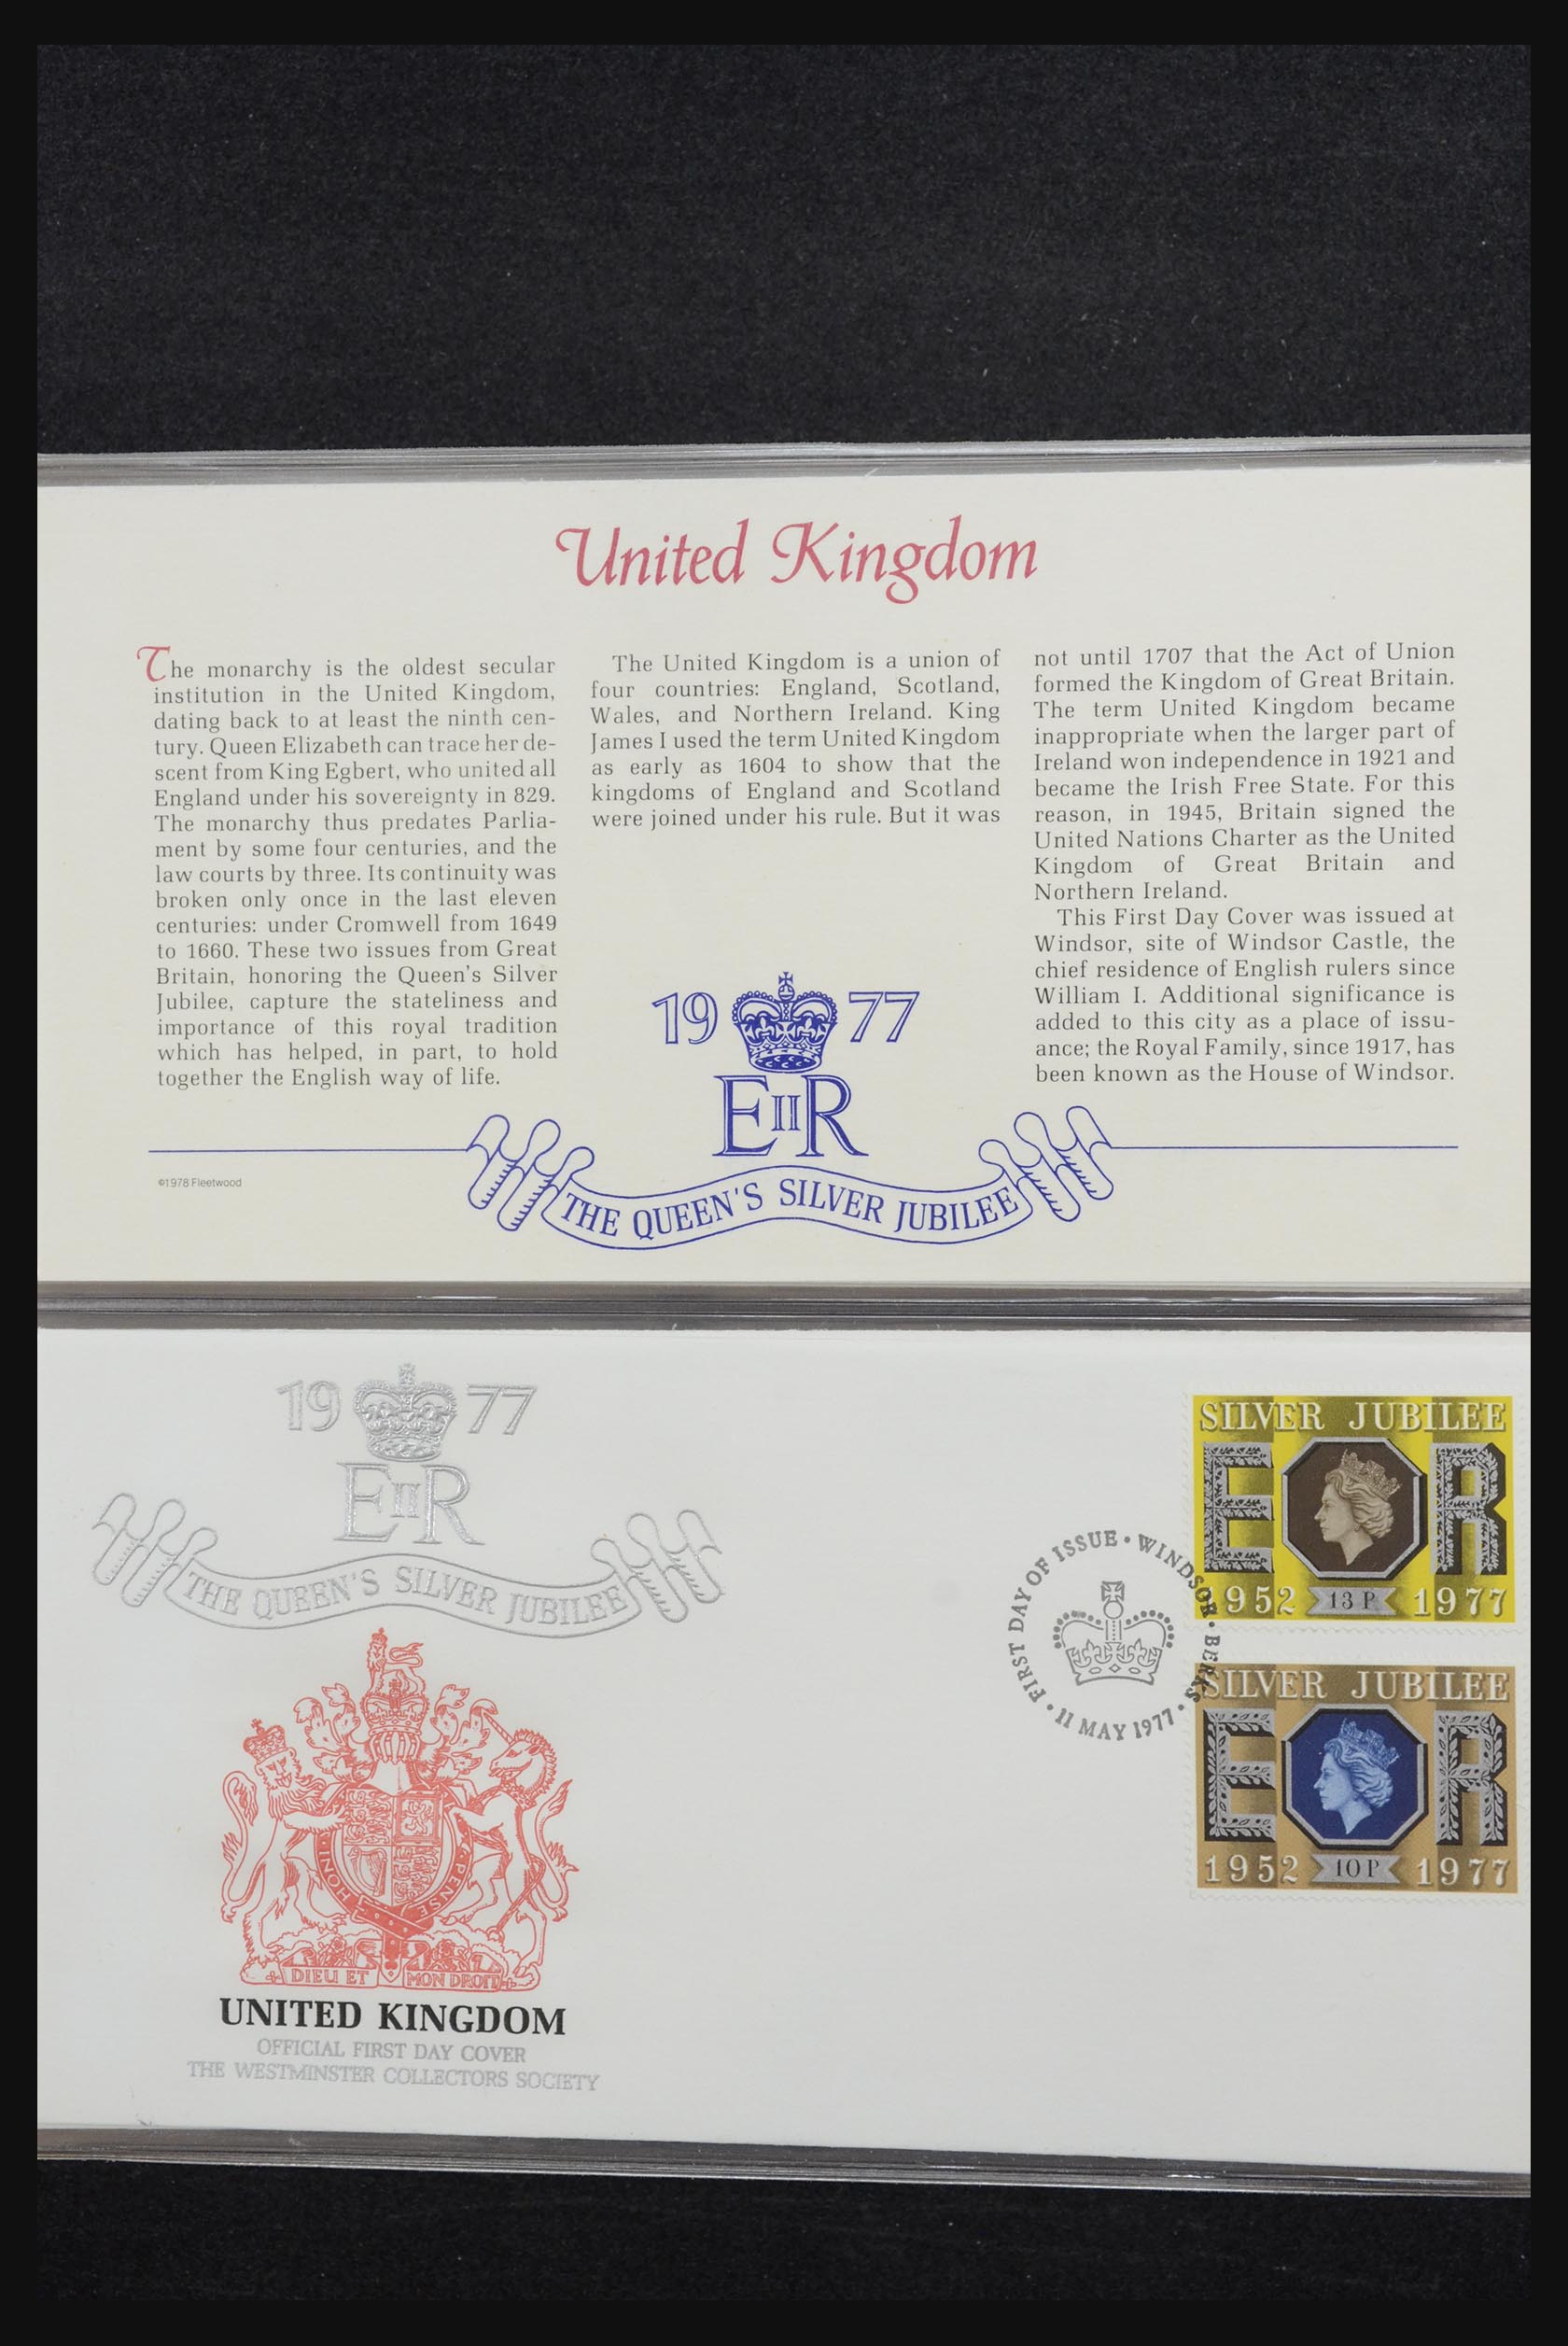 United Kingdom
The monarchy is the oldest secular
institution in the United Kingdom,
dating back to at least the ninth cen-
tury. Queen Elizabeth can trace her de-
scent from King Egbert, who united all
England under his sovereignty in 829.
The monarchy thus predates Parlia-
ment by some four centuries, and the
law courts by three. Its continuity was
broken only once in the last eleven
centuries: under Cromwell from 1649
to 1660. These two issues from Great
Britain, honoring the Queen's Silver
Jubilee, capture the stateliness and
importance of this royal tradition
which has helped, in part, to hold
together the English way of life.
The United Kingdom is a union of
four countries: England, Scotland,
Wales, and Northern Ireland. King
James I used the term United Kingdom
as early as 1604 to show that the
kingdoms of England and Scotland
were joined under his rule. But it was
not until 1707 that the Act of Union
formed the Kingdom of Great Britain.
The term United Kingdom became
inappropriate when the larger part of
Ireland won independence in 1921 and
became the Irish Free State. For this
reason, in 1945, Britain signed the
United Nations Charter as the United
Kingdom of Great Britain and
Northern Ireland.
This First Day Cover was issued at
Windsor, site of Windsor Castle, the
chief residence of English rulers since
William I. Additional significance is
added to this city as a place of issu-
ance; the Royal Family, since 1917, has
been known as the House of Windsor.
1977
EIIR
THE QUEEN'S SILVER JUBILEE
©1978 Fleetwood
1977
EIIR
THE QUEEN'S SILVER JUBILEE
HONI
Y·PENSE
DIEU ET MON DROIT
UNITED KINGDOM
OFFICIAL FIRST DAY COVER
THE WESTMINSTER COLLECTORS SOCIETY
FIRST DAY OF ISSUE • WINDSOR • BERKS • 11 MAY 1977 •
SILVER JUBILEE
E R
1952 13 P 1977
SILVER JUBILEE
E R
1952 10 P 1977